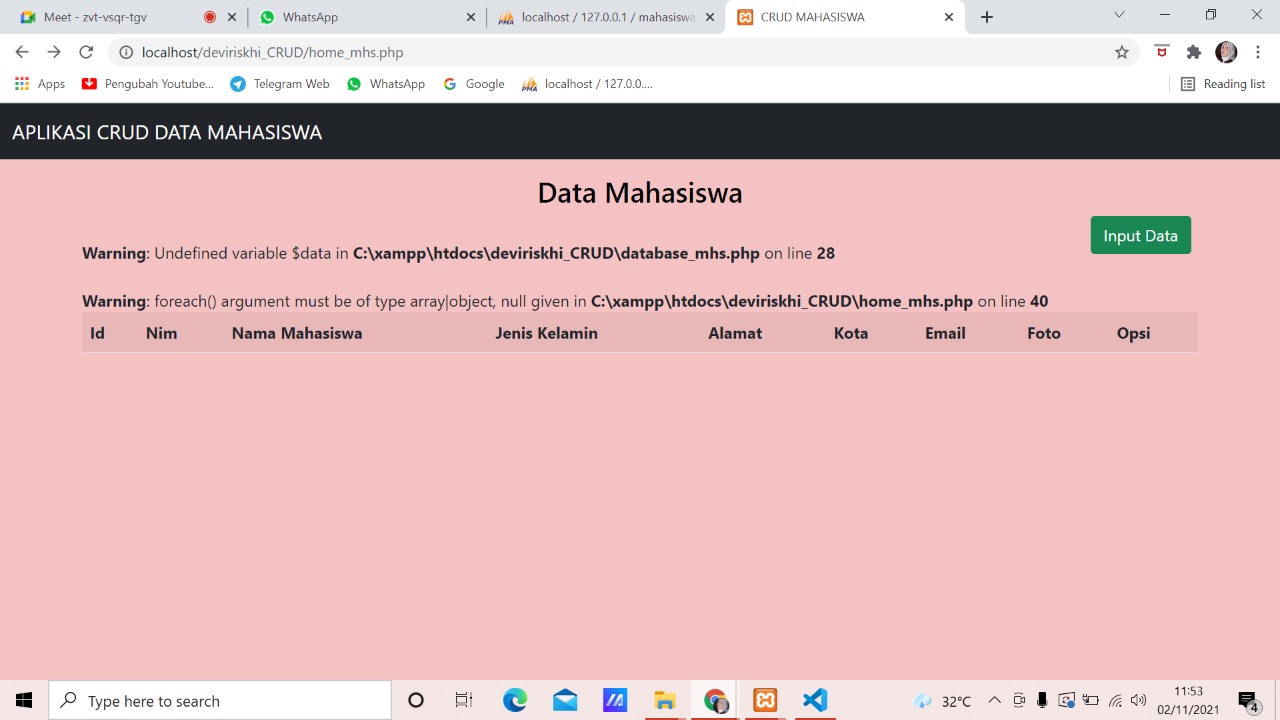 Meet - zvt-vsqr-tgv
WhatsApp
localhost / 127.0.0.1 / mahasiswa
CRUD MAHASISWA
localhost/deviriskhi_CRUD/home_mhs.php
Apps
Pengubah Youtube...
Telegram Web
WhatsApp
Google
localhost / 127.0.0....
Reading list
APLIKASI CRUD DATA MAHASISWA
Data Mahasiswa
Input Data
Warning: Undefined variable $data in C:\xampp\htdocs\deviriskhi_CRUD\database_mhs.php on line 28
Warning: foreach() argument must be of type array|object, null given in C:\xampp\htdocs\deviriskhi_CRUD\home_mhs.php on line 40
Id Nim Nama Mahasiswa Jenis Kelamin Alamat Kota Email Foto Opsi
Type here to search
32°C
11:53
02/11/2021
4